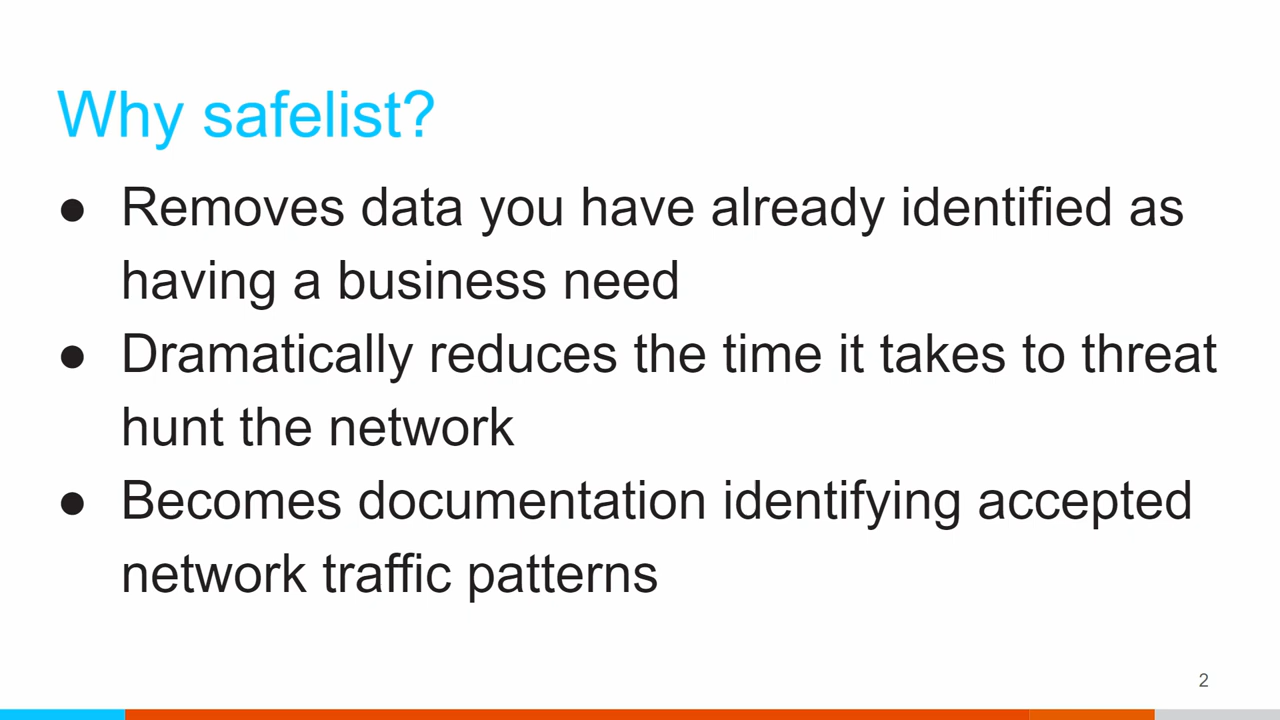 Why safelist?
● Removes data you have already identified as
having a business need
● Dramatically reduces the time it takes to threat
hunt the network
● Becomes documentation identifying accepted
network traffic patterns
2